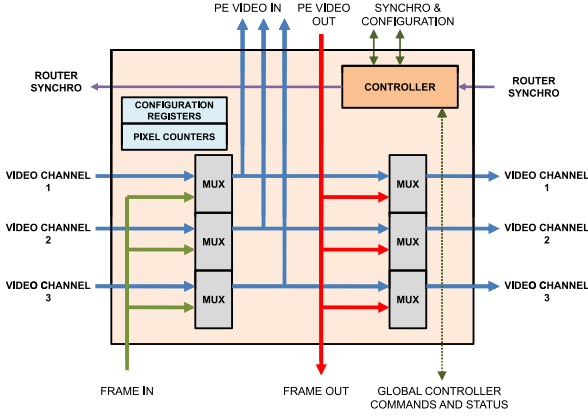 PE VIDEO IN
PE VIDEO OUT
SYNCHRO & CONFIGURATION
ROUTER SYNCHRO
CONTROLLER
ROUTER SYNCHRO
CONFIGURATION REGISTERS
PIXEL COUNTERS
VIDEO CHANNEL 1
MUX
MUX
VIDEO CHANNEL 1
VIDEO CHANNEL 2
MUX
MUX
VIDEO CHANNEL 2
VIDEO CHANNEL 3
MUX
MUX
VIDEO CHANNEL 3
FRAME IN
FRAME OUT
GLOBAL CONTROLLER COMMANDS AND STATUS